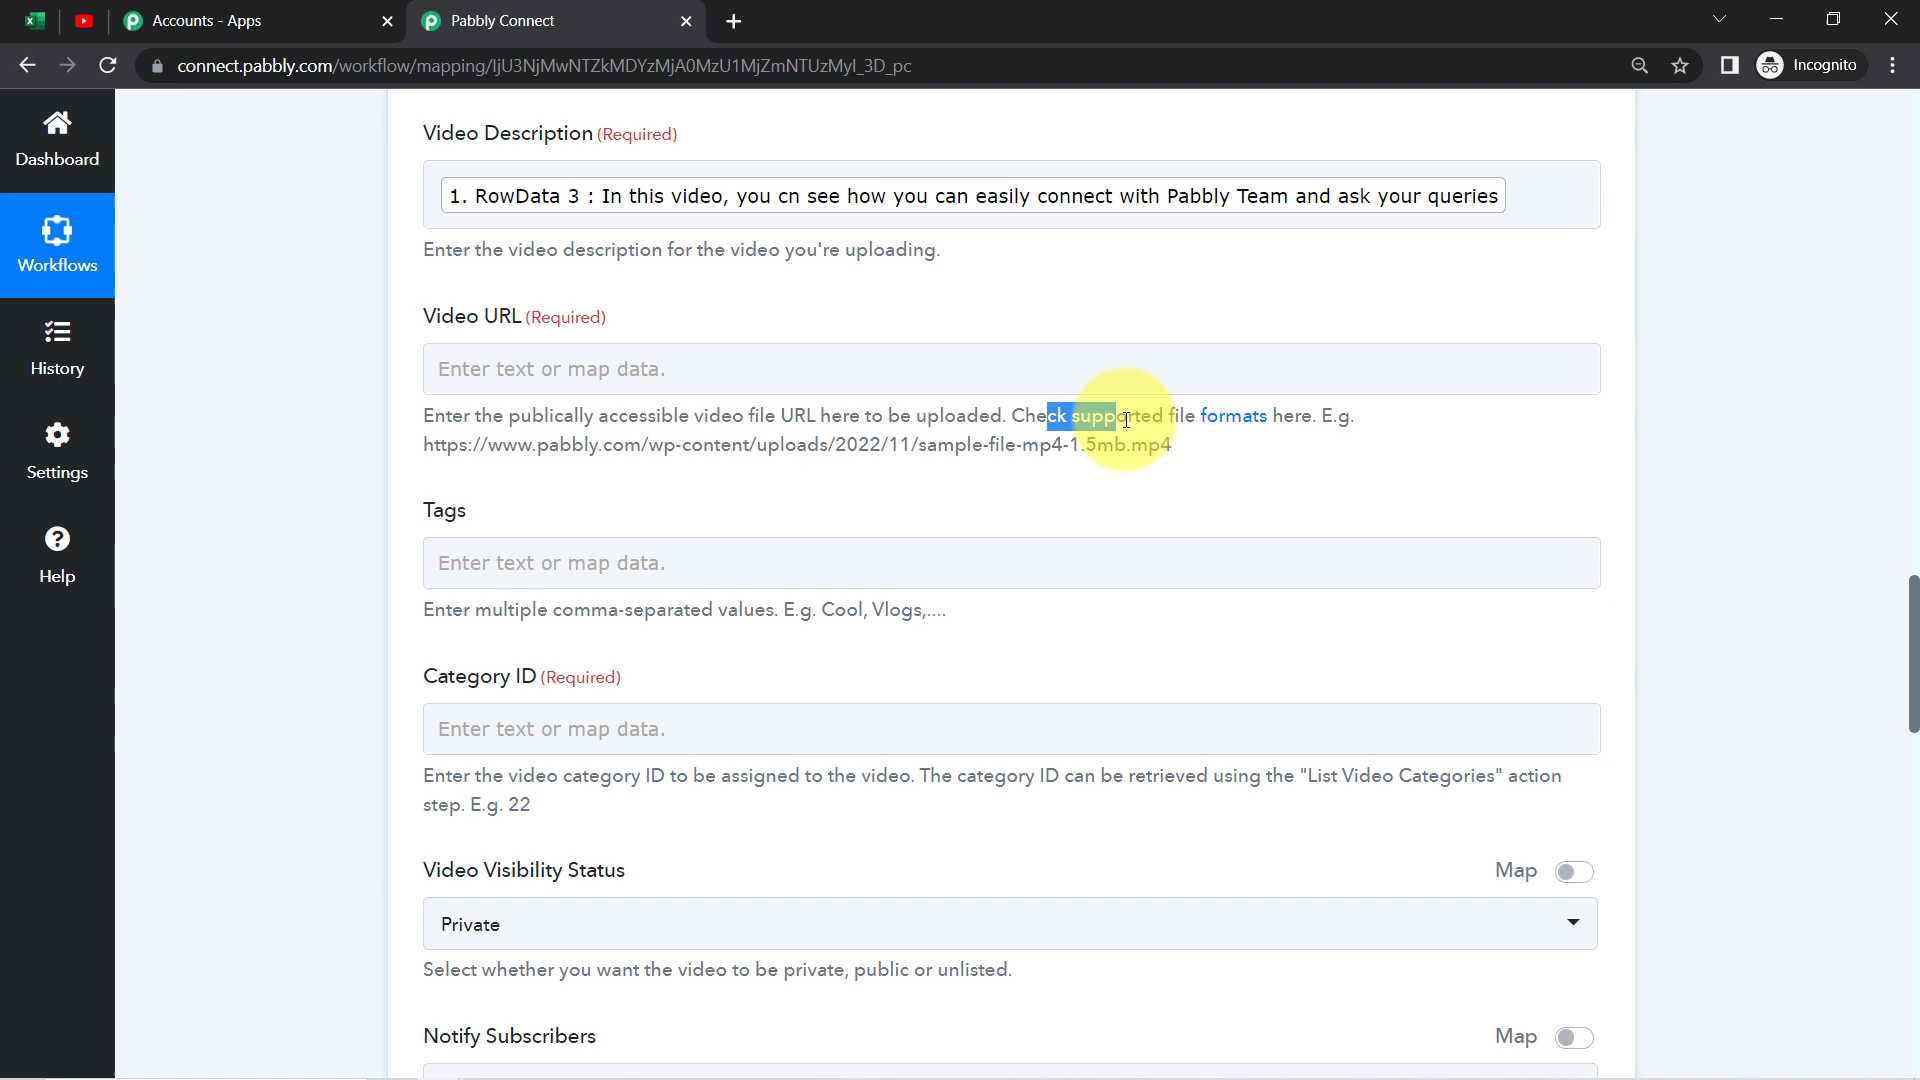 Accounts - Apps
Pabbly Connect
connect.pabbly.com/workflow/mapping/IjU3NjMwNTZkMDYzMjA0MzU1MjZmNTUzMyI_3D_pc
Incognito
Dashboard
Workflows
History
Settings
Help
Video Description (Required)
1. RowData 3 : In this video, you cn see how you can easily connect with Pabbly Team and ask your queries
Enter the video description for the video you're uploading.
Video URL (Required)
Enter text or map data.
Enter the publically accessible video file URL here to be uploaded. Check supported file formats here. E.g.
https://www.pabbly.com/wp-content/uploads/2022/11/sample-file-mp4-1.5mb.mp4
Tags
Enter text or map data.
Enter multiple comma-separated values. E.g. Cool, Vlogs,....
Category ID (Required)
Enter text or map data.
Enter the video category ID to be assigned to the video. The category ID can be retrieved using the "List Video Categories" action
step. E.g. 22
Video Visibility Status
Map
Private
Select whether you want the video to be private, public or unlisted.
Notify Subscribers
Map